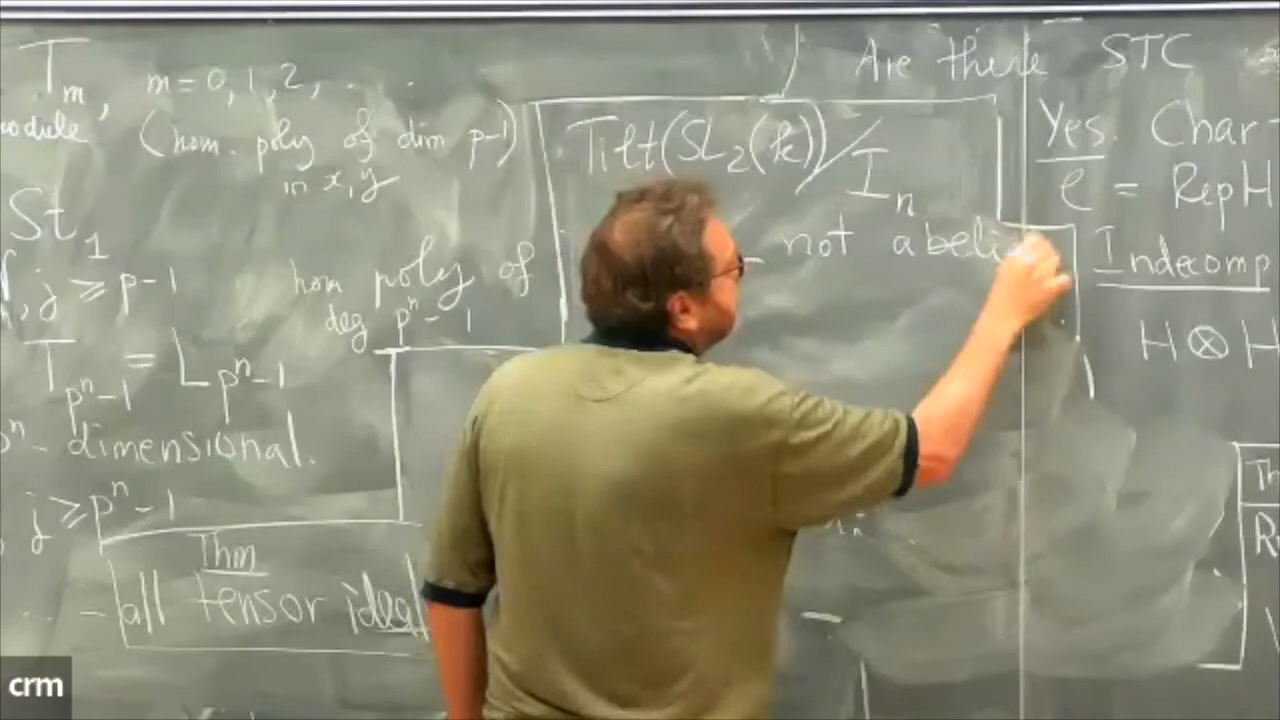 T_m, m = 0, 1, 2, . . .
(hom. poly of dim p-1)
in x, y
St_1
j ≥ p-1
hom poly of
deg p^n - 1
T_{p^n-1} = L_{p^n-1}
p^n - dimensional.
j ≥ p^n - 1
Thm
- all tensor ideal
Tilt(SL_2(k))/I_n
- not abeli
Are there STC
Yes. Char
C = Rep H
Indecomp
H ⊗ H
Th
crm